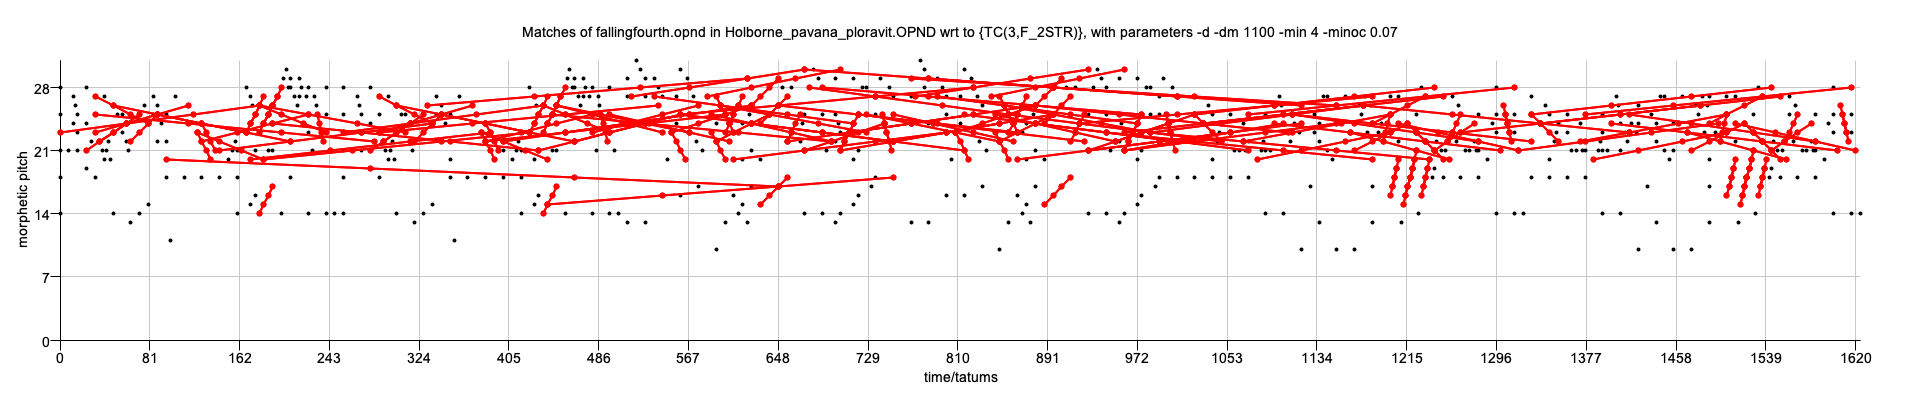 Matches of fallingfourth.opnd in Holborne_pavana_ploravit.OPND wrt to {TC(3,F_2STR)}, with parameters -d -dm 1100 -min 4 -minoc 0.07
28
21
14
7
0
morphetic pitch
0 81 162 243 324 405 486 567 648 729 810 891 972 1053 1134 1215 1296 1377 1458 1539 1620
time/tatums